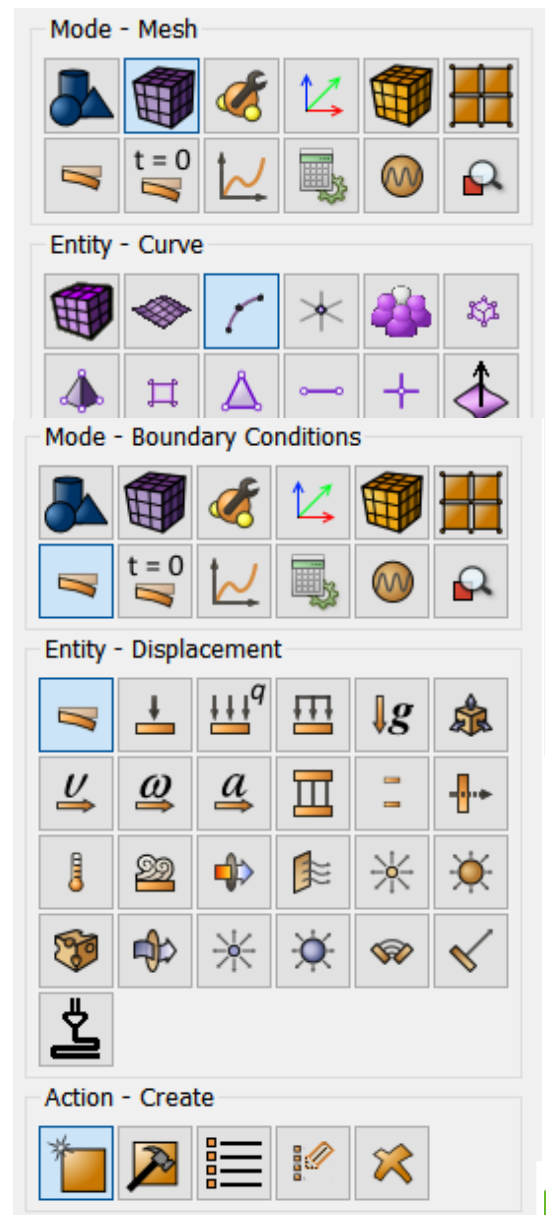 Mode - Mesh
t = 0
Entity - Curve
Mode - Boundary Conditions
t = 0
Entity - Displacement
q
g
υ ω a
Action - Create